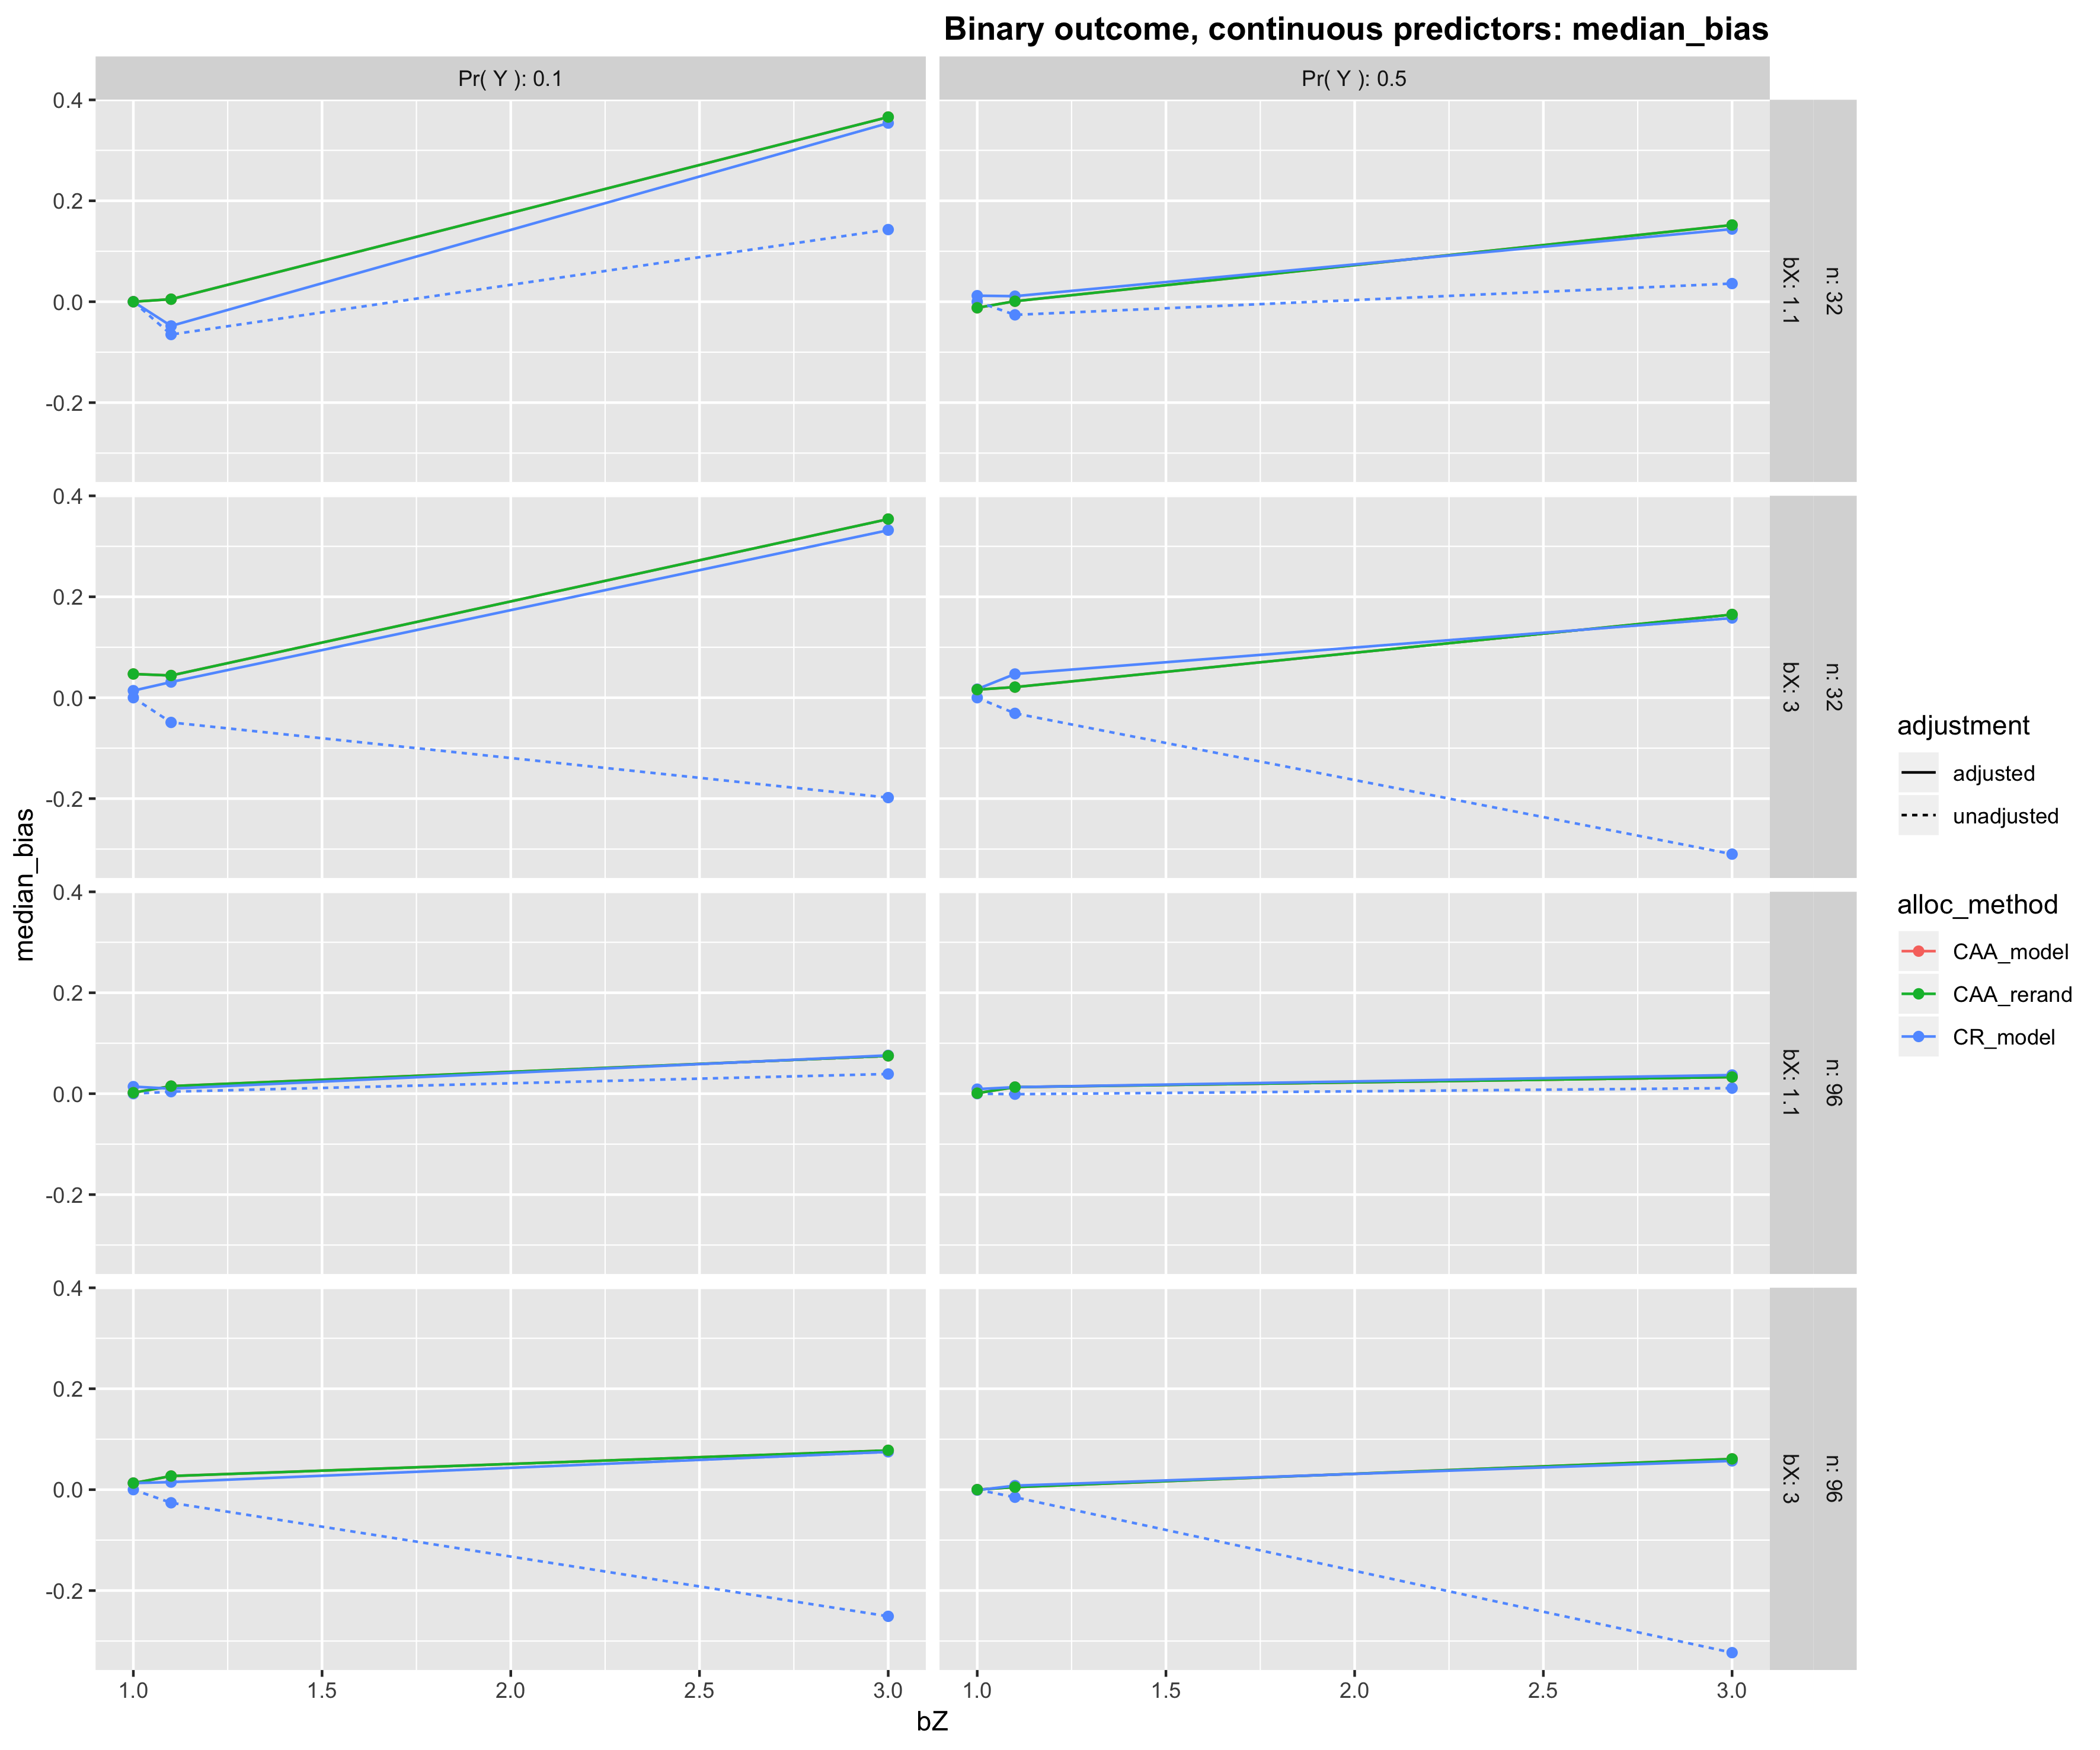 Binary outcome, continuous predictors: median_bias
Pr( Y ): 0.1
Pr( Y ): 0.5
0.4
0.2
0.0
-0.2
bX: 1.1
n: 32
0.4
0.2
0.0
-0.2
bX: 3
n: 32
0.4
0.2
0.0
-0.2
bX: 1.1
n: 96
0.4
0.2
0.0
-0.2
bX: 3
n: 96
1.0
1.5
2.0
2.5
3.0
1.0
1.5
2.0
2.5
3.0
bZ
median_bias
adjustment
adjusted
unadjusted
alloc_method
CAA_model
CAA_rerand
CR_model